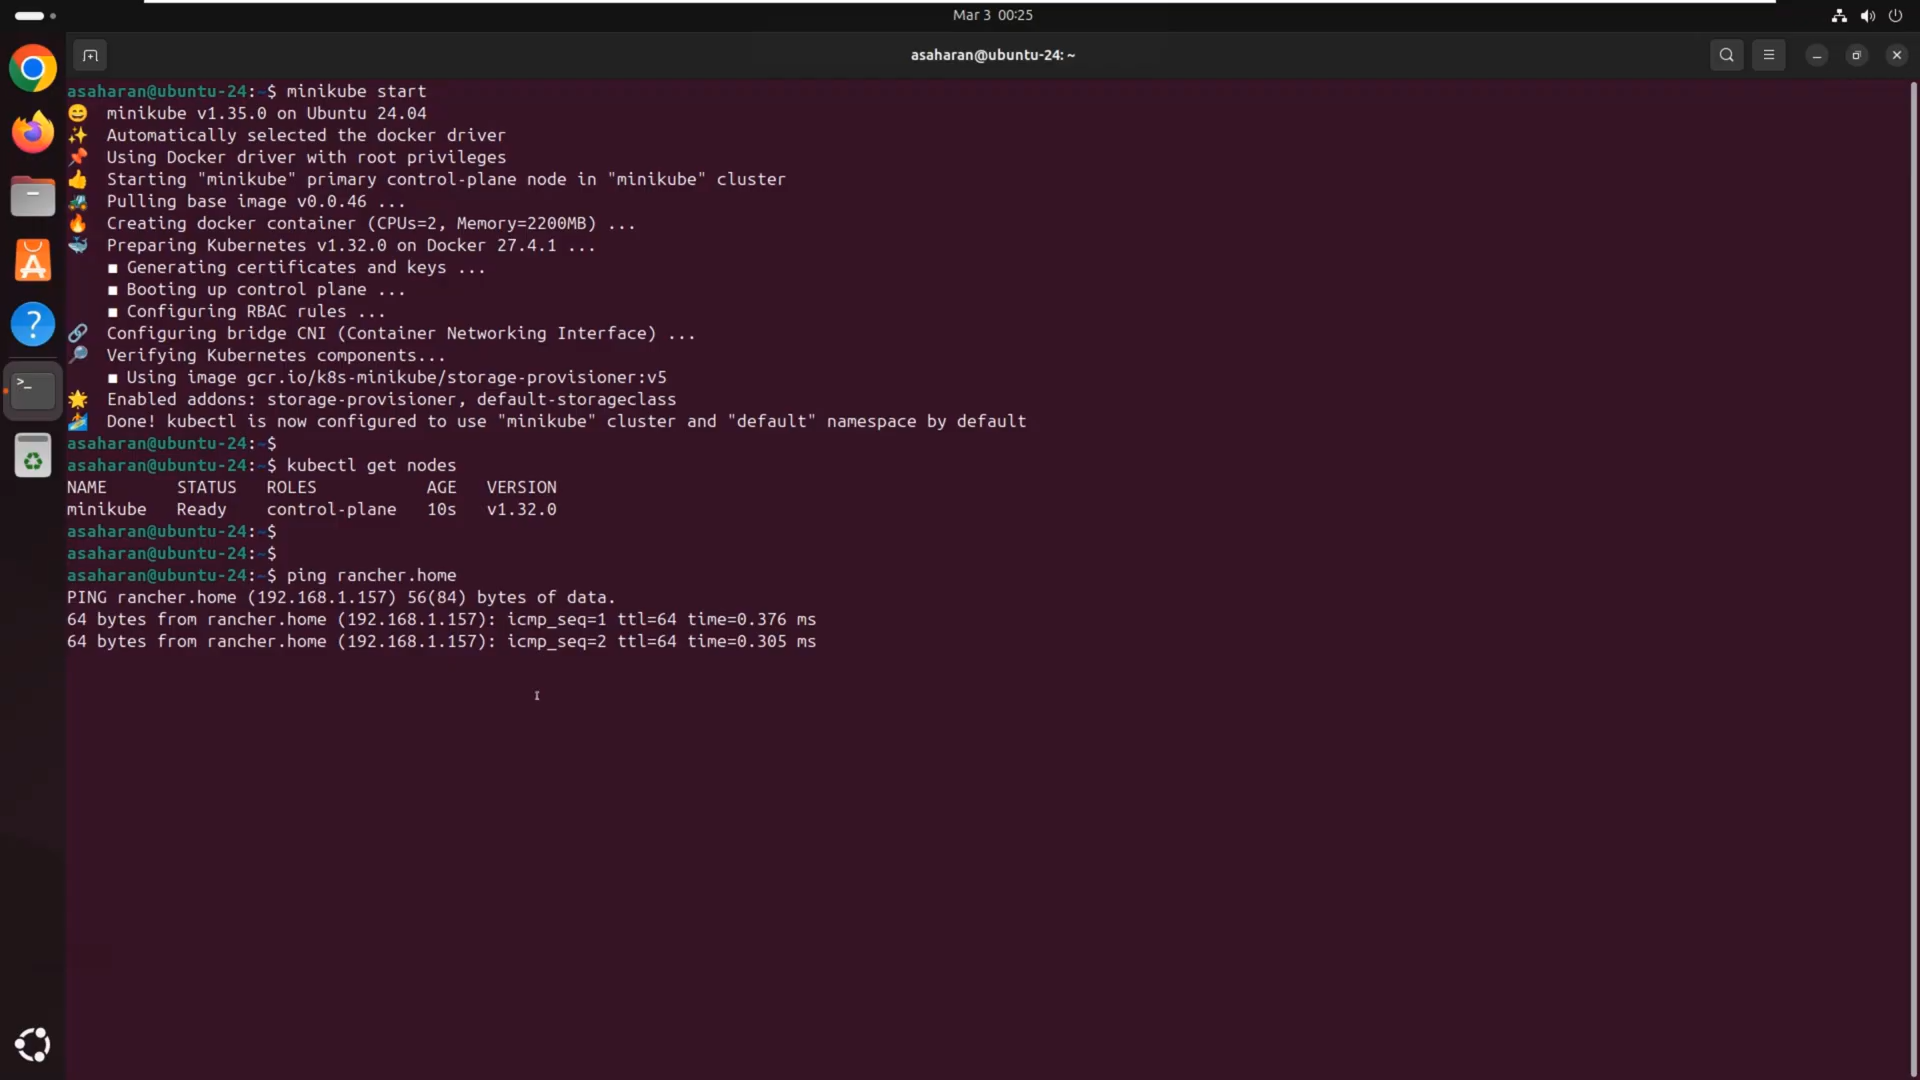 Mar 3 00:25
asaharan@ubuntu-24: ~
asaharan@ubuntu-24:~$ minikube start
😄  minikube v1.35.0 on Ubuntu 24.04
✨  Automatically selected the docker driver
📌  Using Docker driver with root privileges
👍  Starting "minikube" primary control-plane node in "minikube" cluster
🚜  Pulling base image v0.0.46 ...
🔥  Creating docker container (CPUs=2, Memory=2200MB) ...
🐳  Preparing Kubernetes v1.32.0 on Docker 27.4.1 ...
    ■ Generating certificates and keys ...
    ■ Booting up control plane ...
    ■ Configuring RBAC rules ...
🔗  Configuring bridge CNI (Container Networking Interface) ...
🔎  Verifying Kubernetes components...
    ■ Using image gcr.io/k8s-minikube/storage-provisioner:v5
🌟  Enabled addons: storage-provisioner, default-storageclass
🏄  Done! kubectl is now configured to use "minikube" cluster and "default" namespace by default
asaharan@ubuntu-24:~$
asaharan@ubuntu-24:~$ kubectl get nodes
NAME       STATUS   ROLES           AGE   VERSION
minikube   Ready    control-plane   10s   v1.32.0
asaharan@ubuntu-24:~$
asaharan@ubuntu-24:~$
asaharan@ubuntu-24:~$ ping rancher.home
PING rancher.home (192.168.1.157) 56(84) bytes of data.
64 bytes from rancher.home (192.168.1.157): icmp_seq=1 ttl=64 time=0.376 ms
64 bytes from rancher.home (192.168.1.157): icmp_seq=2 ttl=64 time=0.305 ms